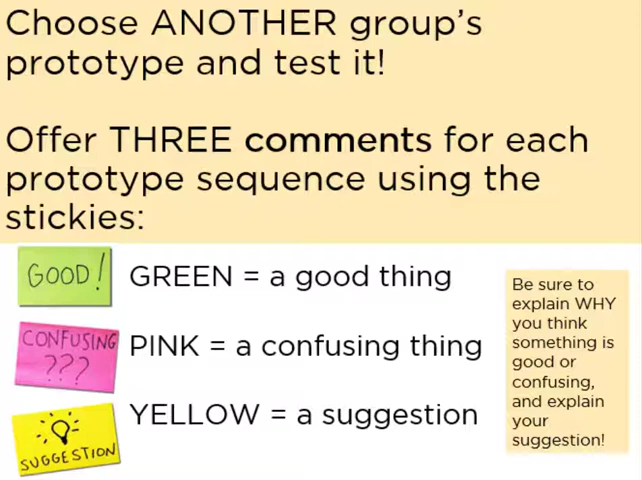 Choose ANOTHER group's
prototype and test it!
Offer THREE comments for each
prototype sequence using the
stickies:
GOOD!
GREEN = a good thing
CONFUSING
???
PINK = a confusing thing
SUGGESTION
YELLOW = a suggestion
Be sure to
explain WHY
you think
something is
good or
confusing,
and explain
your
suggestion!